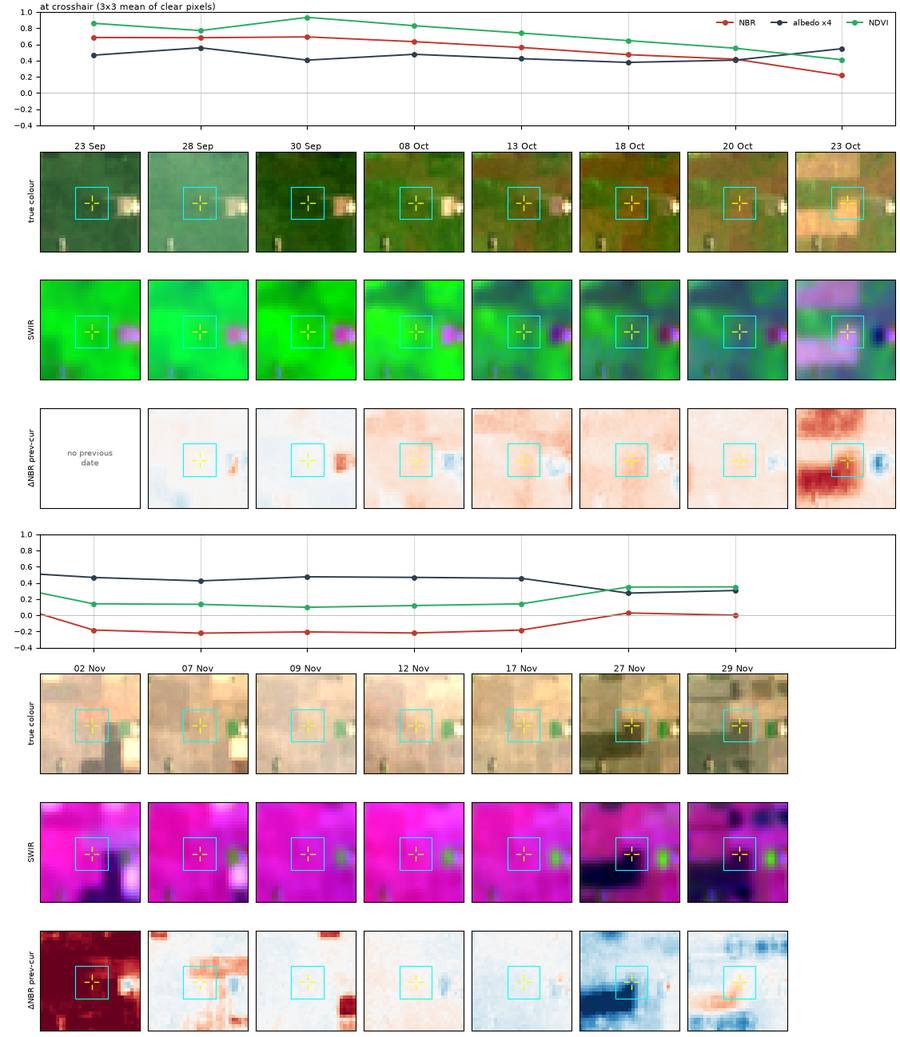 at crosshair (3x3 mean of clear pixels)
1.0
0.8
0.6
0.4
0.2
0.0
−0.2
−0.4
NBR albedo x4 NDVI
23 Sep 28 Sep 30 Sep 08 Oct 13 Oct 18 Oct 20 Oct 23 Oct
true colour
SWIR
ΔNBR prev-cur
no previous
date
1.0
0.8
0.6
0.4
0.2
0.0
−0.2
−0.4
02 Nov 07 Nov 09 Nov 12 Nov 17 Nov 27 Nov 29 Nov
true colour
SWIR
ΔNBR prev-cur